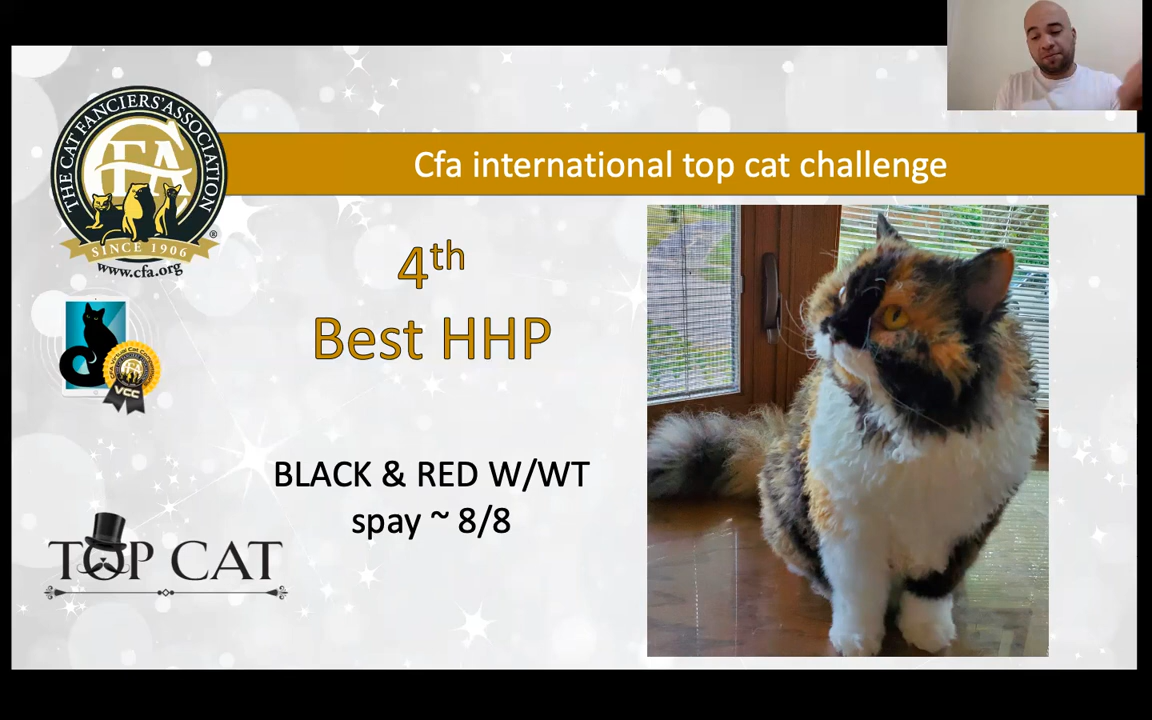 THE CAT FANCIERS' ASSOCIATION
CFA
SINCE 1906
®
www.cfa.org
Cfa international top cat challenge
4th
Best HHP
VCC
BLACK & RED W/WT
spay ~ 8/8
TOP CAT